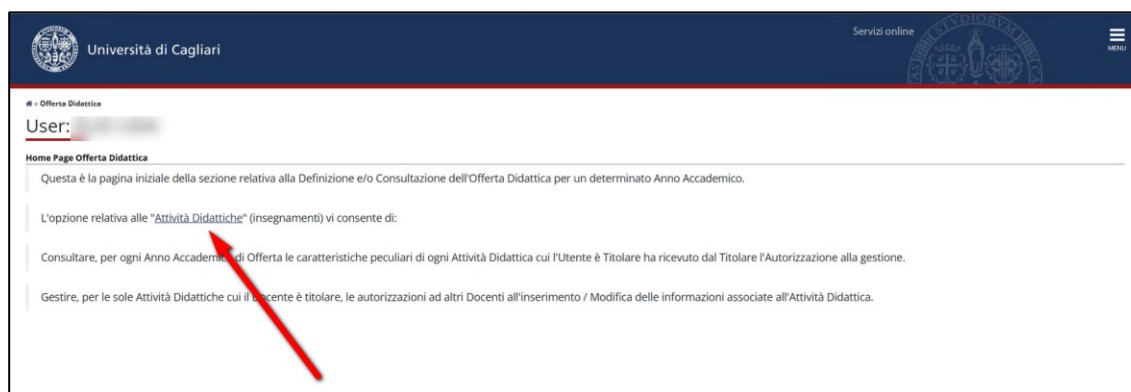 Università di Cagliari
Servizi online
MENU
» Offerta Didattica
User:
Home Page Offerta Didattica
Questa è la pagina iniziale della sezione relativa alla Definizione e/o Consultazione dell'Offerta Didattica per un determinato Anno Accademico.
L'opzione relativa alle "Attività Didattiche" (insegnamenti) vi consente di:
Consultare, per ogni Anno Accademico di Offerta le caratteristiche peculiari di ogni Attività Didattica cui l'Utente è Titolare ha ricevuto dal Titolare l'Autorizzazione alla gestione.
Gestire, per le sole Attività Didattiche cui il Docente è titolare, le autorizzazioni ad altri Docenti all'inserimento / Modifica delle informazioni associate all'Attività Didattica.